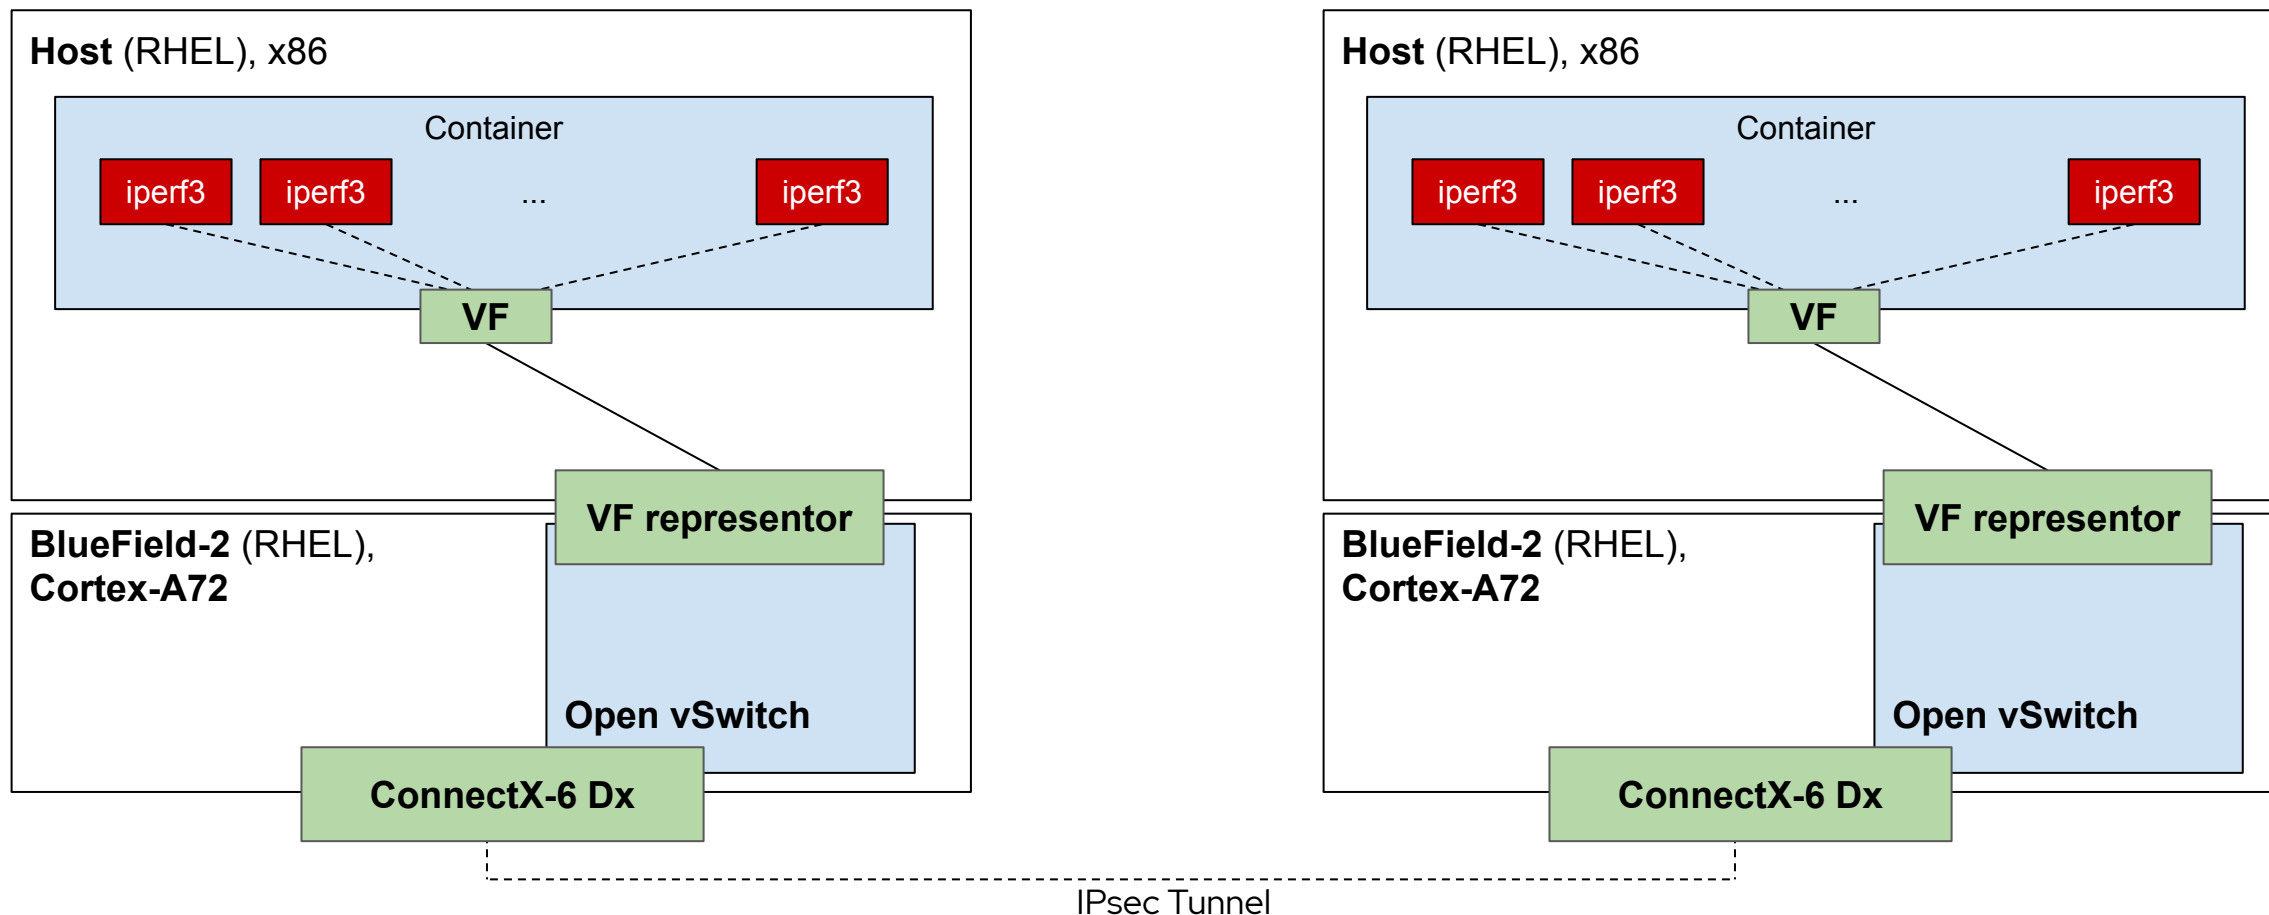 Host (RHEL), x86
Container
iperf3
iperf3
...
iperf3
VF
VF representor
BlueField-2 (RHEL),
Cortex-A72
Open vSwitch
ConnectX-6 Dx
Host (RHEL), x86
Container
iperf3
iperf3
...
iperf3
VF
VF representor
BlueField-2 (RHEL),
Cortex-A72
Open vSwitch
ConnectX-6 Dx
IPsec Tunnel